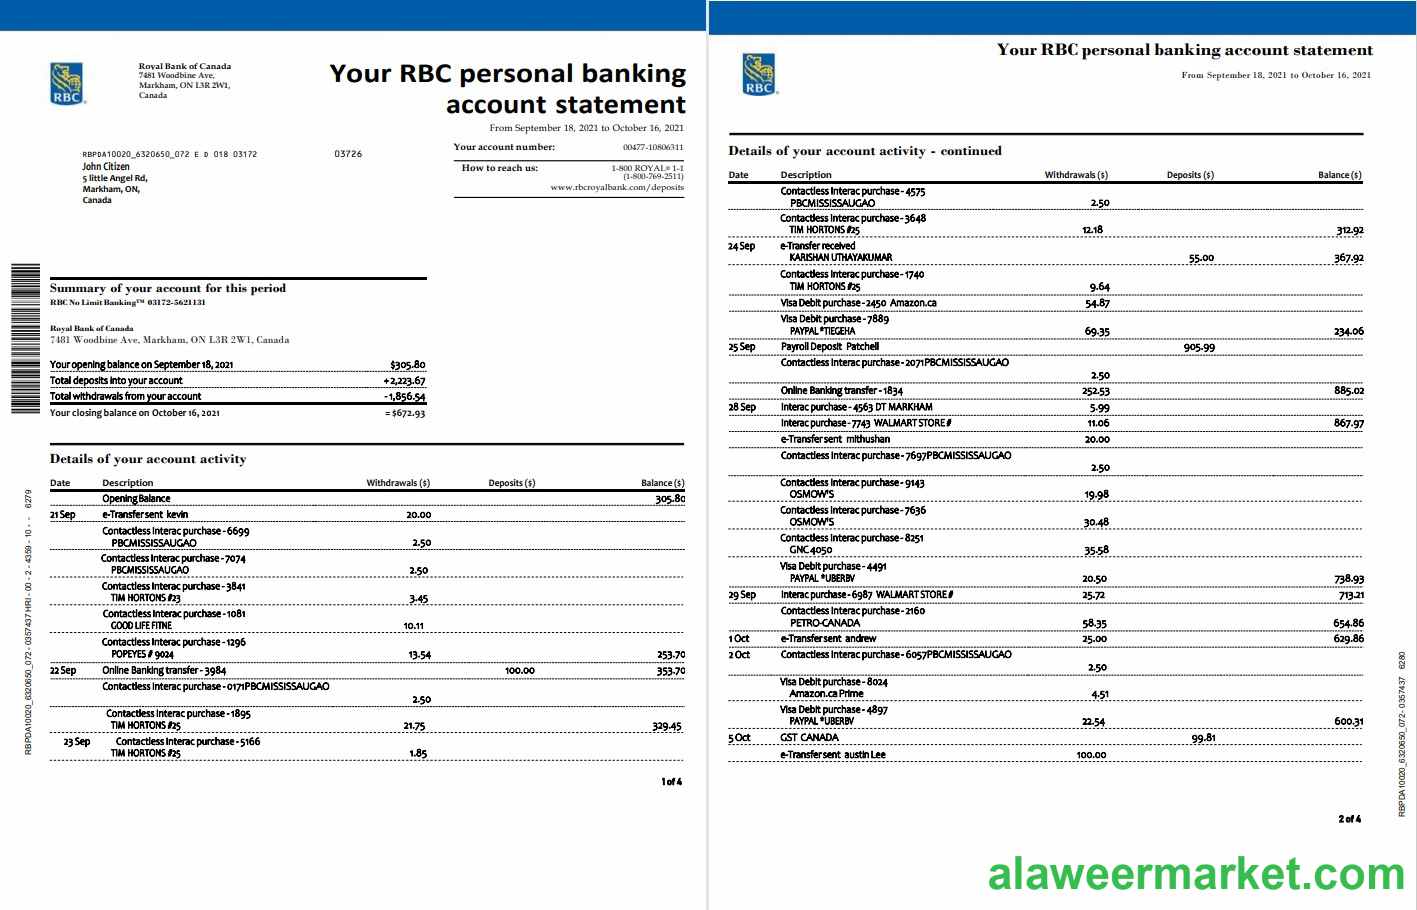 RBC
Royal Bank of Canada
7481 Woodbine Ave,
Markham, ON L3R 2W1,
Canada
Your RBC personal banking
account statement
From September 18, 2021 to October 16, 2021
Your account number: 00477-10806311
How to reach us: 1-800 ROYAL® 1-1
(1-800-769-2511)
www.rbcroyalbank.com/deposits
RBPDA10020_6320650_072 E D 018 03172 03726
John Citizen
5 little Angel Rd,
Markham, ON,
Canada
Summary of your account for this period
RBC No Limit Banking™ 03172-5621131
Royal Bank of Canada
7481 Woodbine Ave, Markham, ON L3R 2W1, Canada
Your opening balance on September 18, 2021 $305.80
Total deposits into your account + 2,223.67
Total withdrawals from your account - 1,856.54
Your closing balance on October 16, 2021 = $672.93
Details of your account activity
Date Description Withdrawals ($) Deposits ($) Balance ($)
Opening Balance 305.80
21 Sep e-Transfer sent kevin 20.00
Contactless Interac purchase - 6699
PBCMISSISSAUGAO 2.50
Contactless Interac purchase - 7074
PBCMISSISSAUGAO 2.50
Contactless Interac purchase - 3841
TIM HORTONS #23 3.45
Contactless Interac purchase - 1081
GOOD LIFE FITNE 10.11
Contactless Interac purchase - 1296
POPEYES # 9024 13.54 253.70
22 Sep Online Banking transfer - 3984 100.00 353.70
Contactless Interac purchase - 0171PBCMISSISSAUGAO
2.50
Contactless Interac purchase - 1895
TIM HORTONS #25 21.75 329.45
23 Sep Contactless Interac purchase - 5166
TIM HORTONS #25 1.85
1 of 4
RBPDA10020_6320650_072 - 0357437 HRI - 00 - 2 - 4359 - 10 - - 6279
RBC
Your RBC personal banking account statement
From September 18, 2021 to October 16, 2021
Details of your account activity - continued
Date Description Withdrawals ($) Deposits ($) Balance ($)
Contactless Interac purchase - 4575
PBCMISSISSAUGAO 2.50
Contactless Interac purchase - 3648
TIM HORTONS #25 12.18 312.92
24 Sep e-Transfer received
KARISHAN UTHAYAKUMAR 55.00 367.92
Contactless Interac purchase - 1740
TIM HORTONS #25 9.64
Visa Debit purchase - 2450 Amazon.ca 54.87
Visa Debit purchase - 7889
PAYPAL *TIEGEHA 69.35 234.06
25 Sep Payroll Deposit Patchell 905.99
Contactless Interac purchase - 2071PBCMISSISSAUGAO
2.50
Online Banking transfer - 1834 252.53 885.02
28 Sep Interac purchase - 4563 DT MARKHAM 5.99
Interac purchase - 7743 WALMART STORE # 11.06 867.97
e-Transfer sent mithushan 20.00
Contactless Interac purchase - 7697PBCMISSISSAUGAO
2.50
Contactless Interac purchase - 9143
OSMOW'S 19.98
Contactless Interac purchase - 7636
OSMOW'S 30.48
Contactless Interac purchase - 8251
GNC 4050 35.58
Visa Debit purchase - 4491
PAYPAL *UBERBV 20.50 738.93
29 Sep Interac purchase - 6987 WALMART STORE # 25.72 713.21
Contactless Interac purchase - 2160
PETRO-CANADA 58.35 654.86
1 Oct e-Transfer sent andrew 25.00 629.86
2 Oct Contactless Interac purchase - 6057PBCMISSISSAUGAO
2.50
Visa Debit purchase - 8024
Amazon.ca Prime 4.51
Visa Debit purchase - 4897
PAYPAL *UBERBV 22.54 600.31
5 Oct GST CANADA 99.81
e-Transfer sent austin Lee 100.00
2 of 4
RBPDA10020_6320650_072 - 0357437 6280
alaweermarket.com